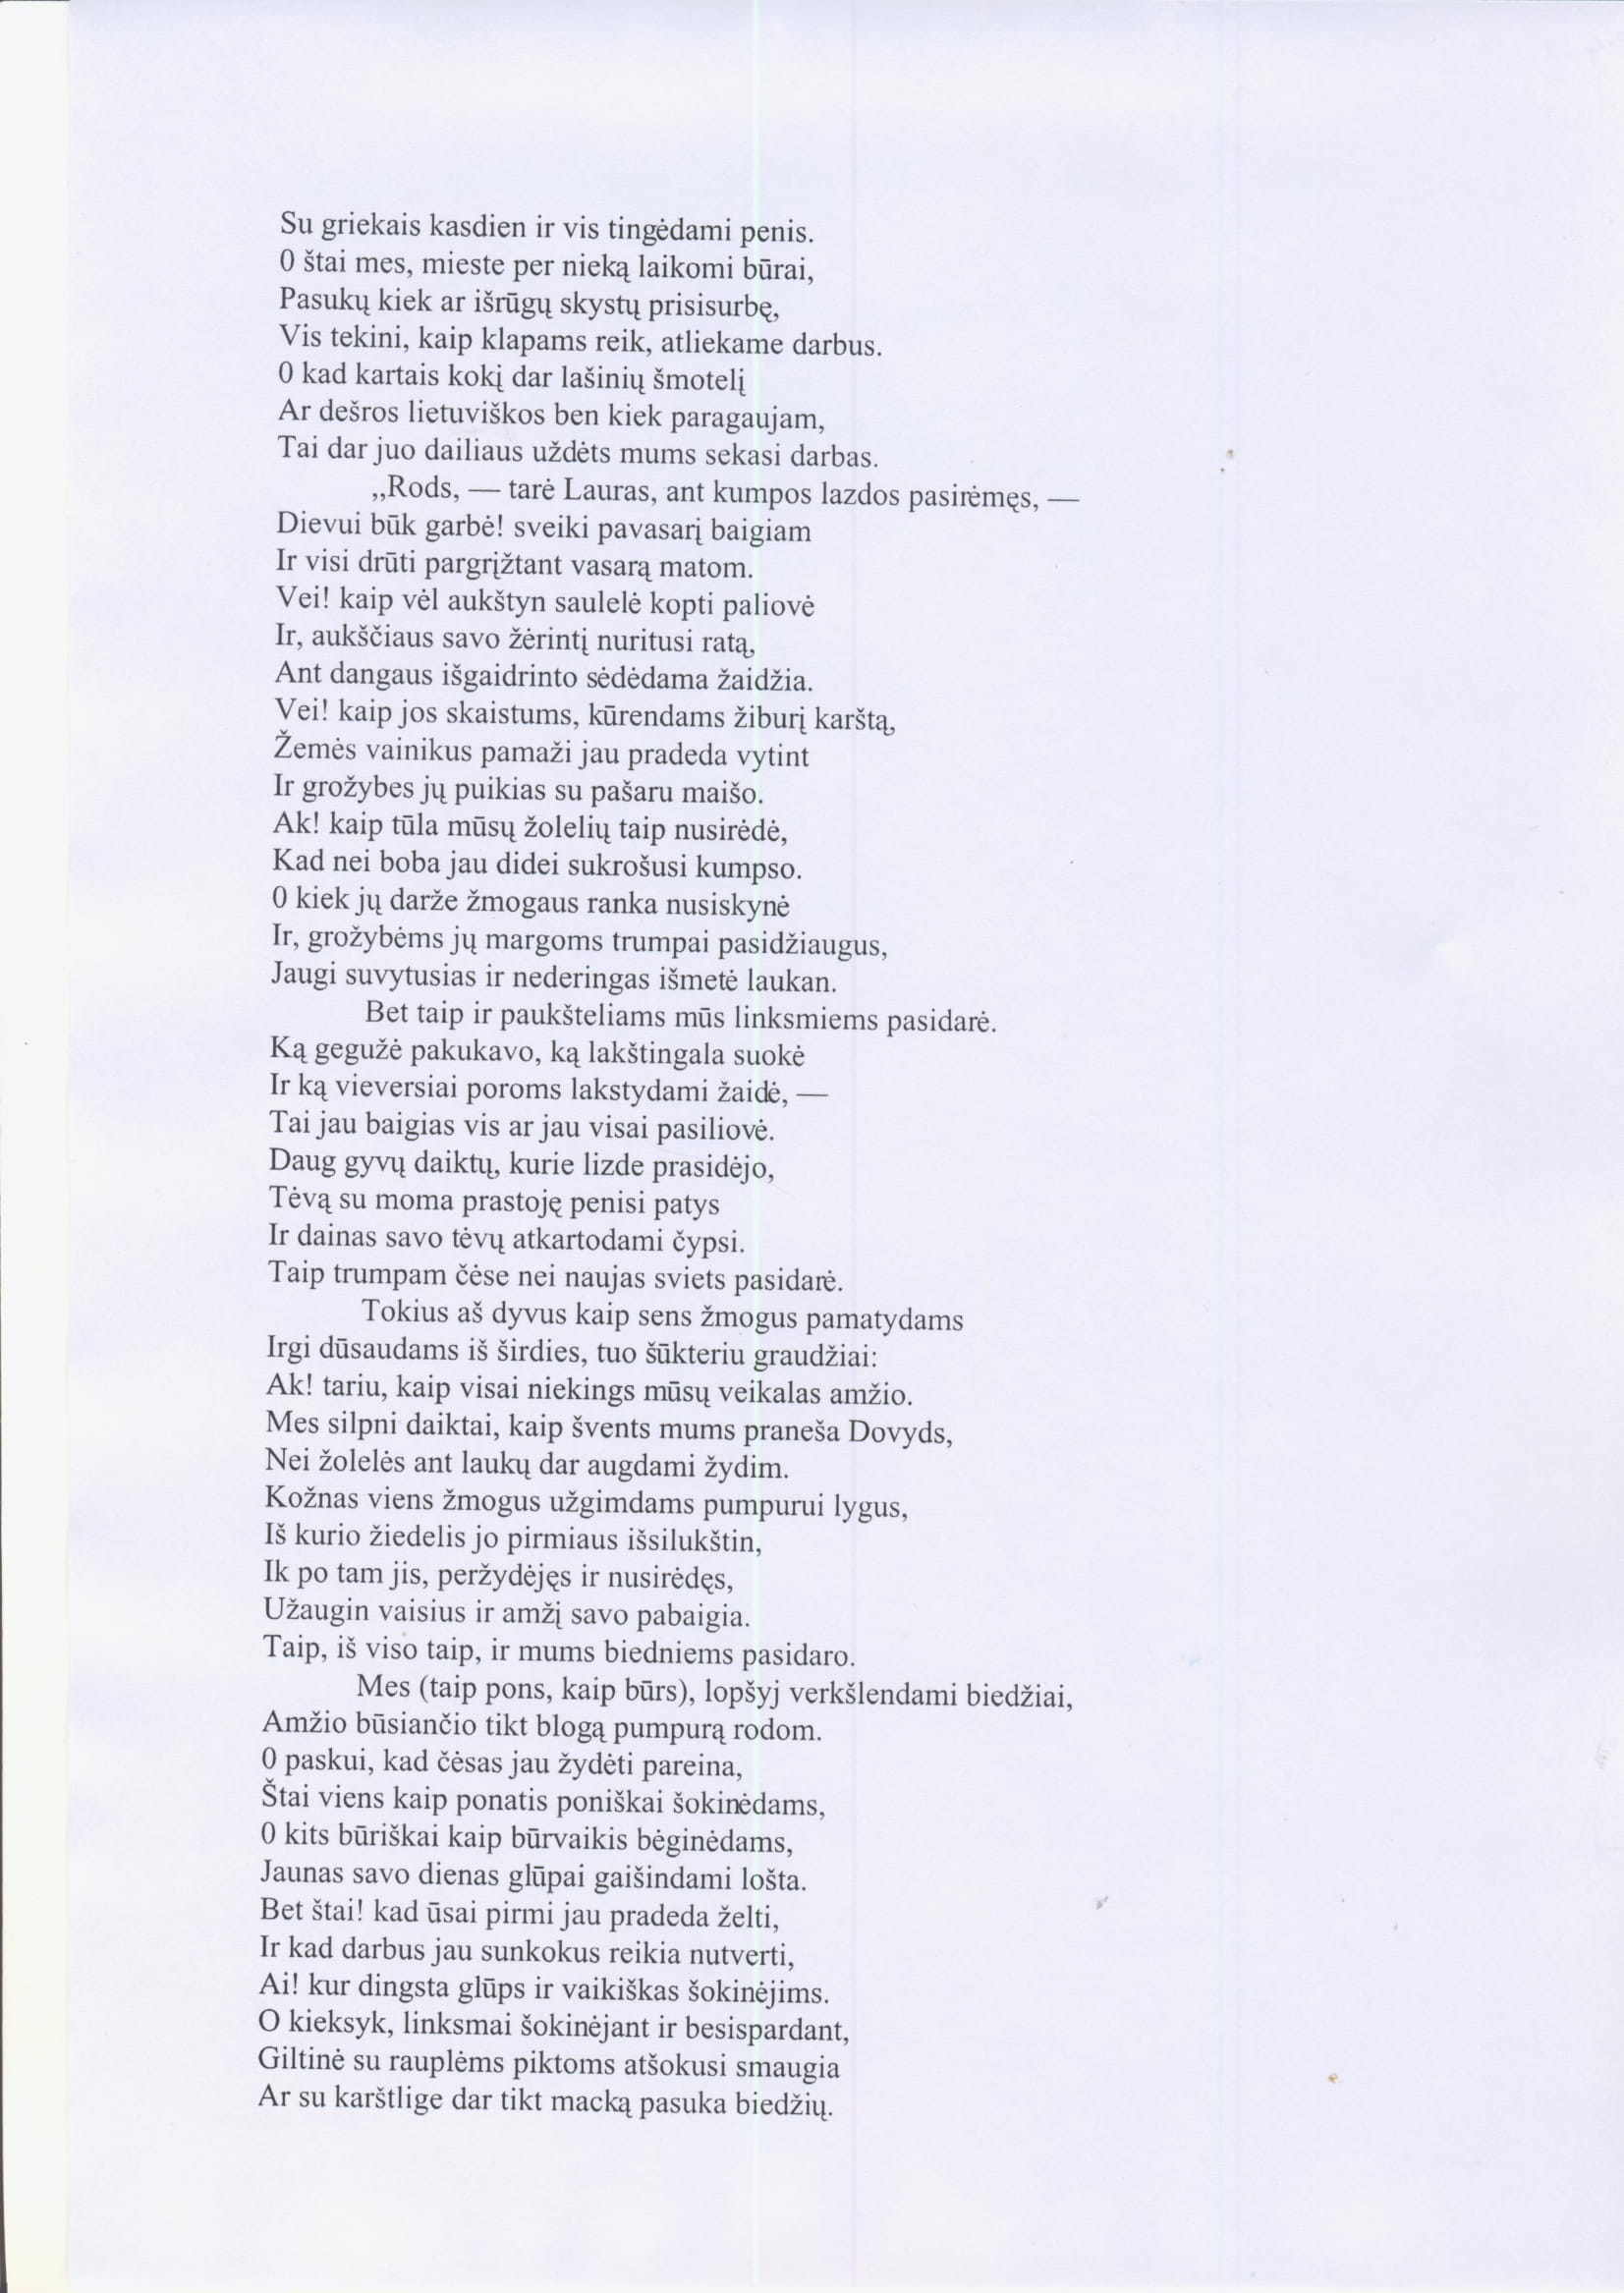 Su griekais kasdien ir vis tingėdami penis.
0 štai mes, mieste per nieką laikomi būrai,
Pasukų kiek ar išrūgų skystų prisisurbę,
Vis tekini, kaip klapams reik, atliekame darbus.
0 kad kartais kokį dar lašinių šmotelį
Ar dešros lietuviškos ben kiek paragaujam,
Tai dar juo dailiaus uždėts mums sekasi darbas.
„Rods, — tarė Lauras, ant kumpos lazdos pasirėmęs, —
Dievui būk garbė! sveiki pavasarį baigiam
Ir visi drūti pargrįžtant vasarą matom.
Vei! kaip vėl aukštyn saulelė kopti paliovė
Ir, aukščiaus savo žėrintį nuritusi ratą,
Ant dangaus išgaidrinto sėdėdama žaidžia.
Vei! kaip jos skaistums, kūrendams žiburį karštą,
Žemės vainikus pamaži jau pradeda vytint
Ir grožybes jų puikias su pašaru maišo.
Ak! kaip tūla mūsų žolelių taip nusirėdė,
Kad nei boba jau didei sukrošusi kumpso.
0 kiek jų darže žmogaus ranka nusiskynė
Ir, grožybėms jų margoms trumpai pasidžiaugus,
Jaugi suvytusias ir nederingas išmetė laukan.
Bet taip ir paukšteliams mūs linksmiems pasidarė.
Ką gegužė pakukavo, ką lakštingala suokė
Ir ką vieversiai poroms lakstydami žaidė, —
Tai jau baigias vis ar jau visai pasiliovė.
Daug gyvų daiktų, kurie lizde prasidėjo,
Tėvą su moma prastoję penisi patys
Ir dainas savo tėvų atkartodami čypsi.
Taip trumpam čėse nei naujas sviets pasidarė.
Tokius aš dyvus kaip sens žmogus pamatydams
Irgi dūsaudams iš širdies, tuo šūkteriu graudžiai:
Ak! tariu, kaip visai niekings mūsų veikalas amžio.
Mes silpni daiktai, kaip švents mums praneša Dovyds,
Nei žolelės ant laukų dar augdami žydim.
Kožnas viens žmogus užgimdams pumpurui lygus,
Iš kurio žiedelis jo pirmiaus išsilukštin,
Ik po tam jis, peržydėjęs ir nusirėdęs,
Užaugin vaisius ir amžį savo pabaigia.
Taip, iš viso taip, ir mums biedniems pasidaro.
Mes (taip pons, kaip būrs), lopšyj verkšlendami biedžiai,
Amžio būsiančio tikt blogą pumpurą rodom.
0 paskui, kad čėsas jau žydėti pareina,
Štai viens kaip ponatis poniškai šokinėdams,
0 kits būriškai kaip būrvaikis bėginėdams,
Jaunas savo dienas glūpai gaišindami lošta.
Bet štai! kad ūsai pirmi jau pradeda želti,
Ir kad darbus jau sunkokus reikia nutverti,
Ai! kur dingsta glūps ir vaikiškas šokinėjims.
O kieksyk, linksmai šokinėjant ir besispardant,
Giltinė su rauplėms piktoms atšokusi smaugia
Ar su karštlige dar tikt macką pasuka biedžių.